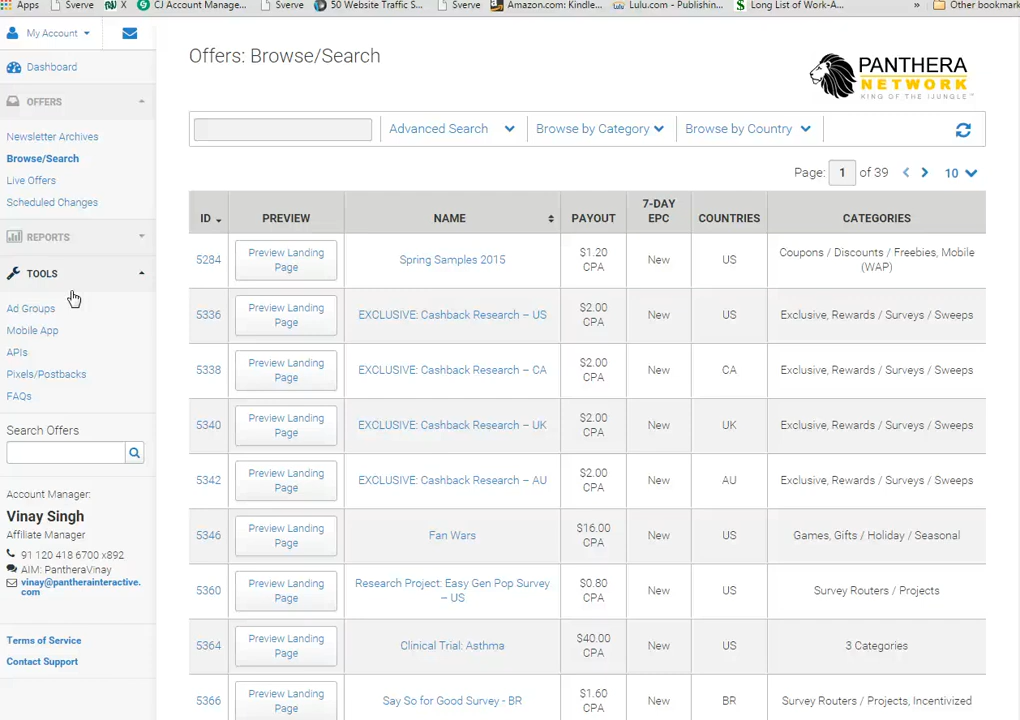 Apps Sverve X CJ Account Manage... Sverve 50 Website Traffic S... Sverve Amazon.com: Kindle... Lulu.com - Publishin... Long List of Work-A... » Other bookmark
My Account
Dashboard
OFFERS
Newsletter Archives
Browse/Search
Live Offers
Scheduled Changes
REPORTS
TOOLS
Ad Groups
Mobile App
APIs
Pixels/Postbacks
FAQs
Search Offers
Account Manager:
Vinay Singh
Affiliate Manager
91 120 418 6700 x892
AIM: PantheraVinay
vinay@pantherainteractive.
com
Terms of Service
Contact Support
Offers: Browse/Search
PANTHERA
NETWORK
KING OF THE iJUNGLE
Advanced Search Browse by Category Browse by Country
Page: 1 of 39 10
ID PREVIEW NAME PAYOUT 7-DAY EPC COUNTRIES CATEGORIES
5284 Preview Landing Page Spring Samples 2015 $1.20 CPA New US Coupons / Discounts / Freebies, Mobile (WAP)
5336 Preview Landing Page EXCLUSIVE: Cashback Research – US $2.00 CPA New US Exclusive, Rewards / Surveys / Sweeps
5338 Preview Landing Page EXCLUSIVE: Cashback Research – CA $2.00 CPA New CA Exclusive, Rewards / Surveys / Sweeps
5340 Preview Landing Page EXCLUSIVE: Cashback Research – UK $2.00 CPA New UK Exclusive, Rewards / Surveys / Sweeps
5342 Preview Landing Page EXCLUSIVE: Cashback Research – AU $2.00 CPA New AU Exclusive, Rewards / Surveys / Sweeps
5346 Preview Landing Page Fan Wars $16.00 CPA New US Games, Gifts / Holiday / Seasonal
5360 Preview Landing Page Research Project: Easy Gen Pop Survey – US $0.80 CPA New US Survey Routers / Projects
5364 Preview Landing Page Clinical Trial: Asthma $40.00 CPA New US 3 Categories
5366 Preview Landing Page Say So for Good Survey - BR $1.60 CPA New BR Survey Routers / Projects, Incentivized